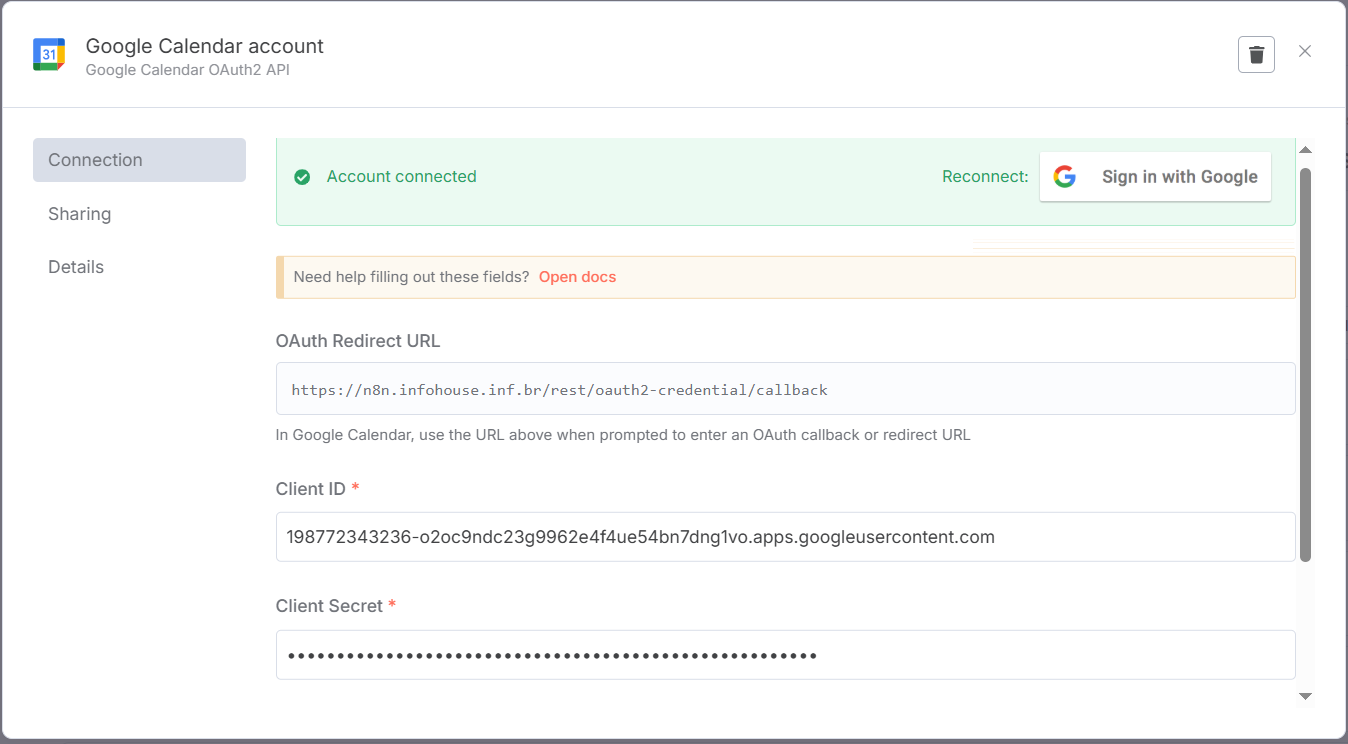 31
Google Calendar account
Google Calendar OAuth2 API
Connection
Sharing
Details
Account connected
Reconnect:
Sign in with Google
Need help filling out these fields? Open docs
OAuth Redirect URL
https://n8n.infohouse.inf.br/rest/oauth2-credential/callback
In Google Calendar, use the URL above when prompted to enter an OAuth callback or redirect URL
Client ID *
198772343236-o2oc9ndc23g9962e4f4ue54bn7dng1vo.apps.googleusercontent.com
Client Secret *